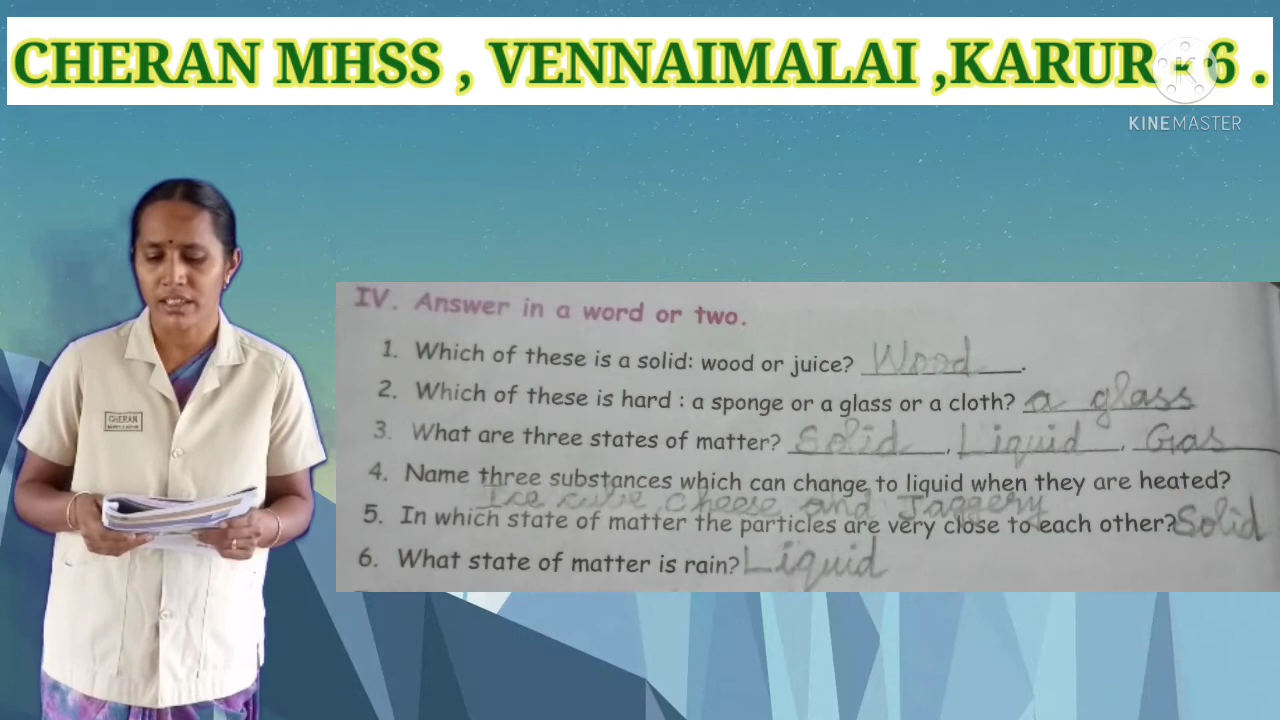 CHERAN MHSS , VENNAIMALAI ,KARUR - 6 .
KINEMASTER
CHERAN
IV. Answer in a word or two.
1. Which of these is a solid: wood or juice? Wood.
2. Which of these is hard : a sponge or a glass or a cloth? a glass
3. What are three states of matter? Solid, Liquid, Gas
4. Name three substances which can change to liquid when they are heated?
Ice cube, cheese and Jaggery
5. In which state of matter the particles are very close to each other? Solid
6. What state of matter is rain? Liquid